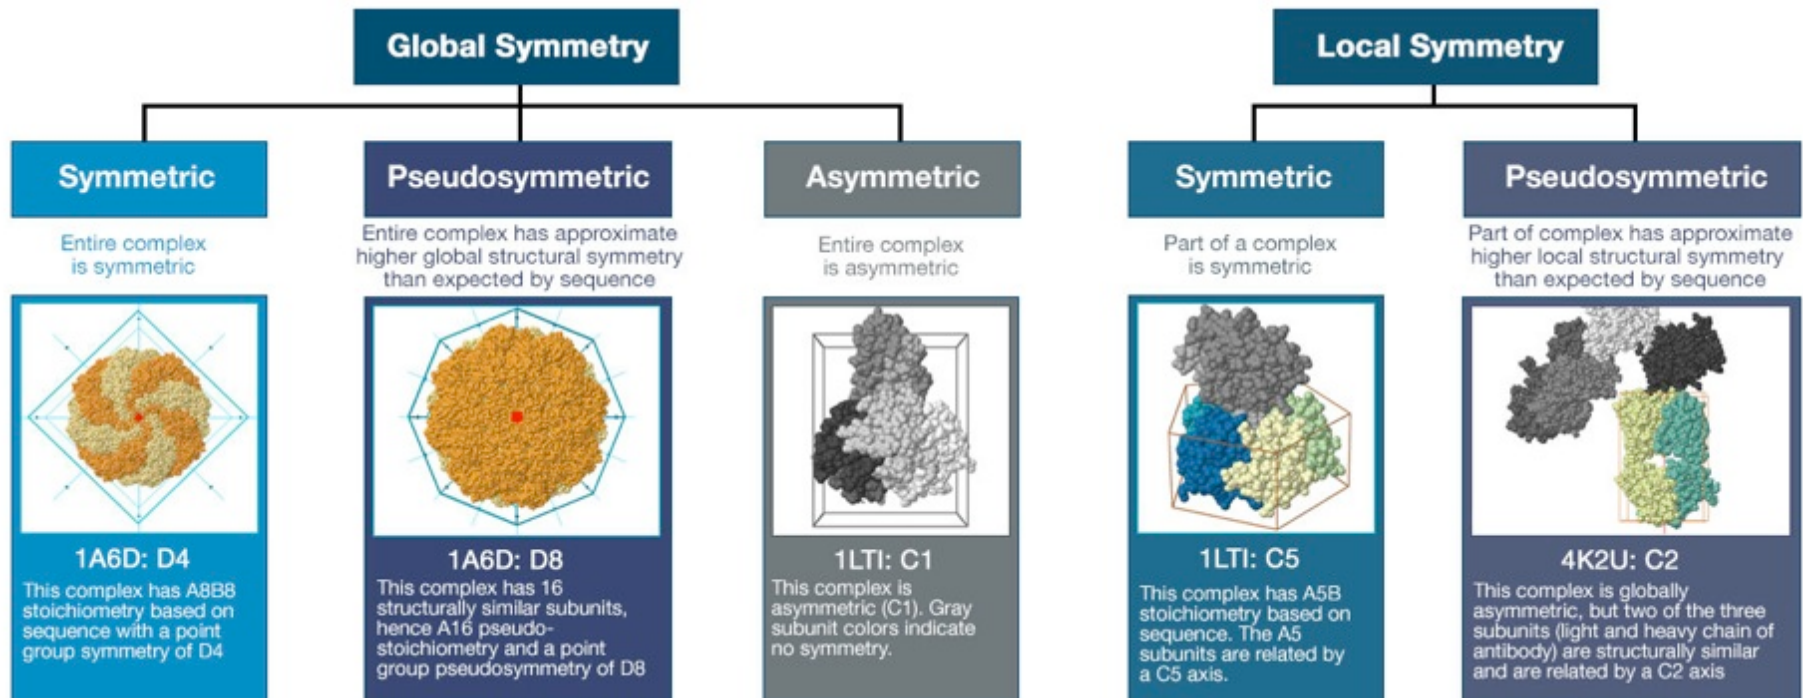 Global Symmetry
Local Symmetry
Symmetric
Pseudosymmetric
Asymmetric
Symmetric
Pseudosymmetric
Entire complex
is symmetric
Entire complex has approximate
higher global structural symmetry
than expected by sequence
Entire complex
is asymmetric
Part of a complex
is symmetric
Part of complex has approximate
higher local structural symmetry
than expected by sequence
1A6D: D4
This complex has A8B8
stoichiometry based on
sequence with a point
group symmetry of D4
1A6D: D8
This complex has 16
structurally similar subunits,
hence A16 pseudo-
stoichiometry and a point
group pseudosymmetry of D8
1LTI: C1
This complex is
asymmetric (C1). Gray
subunit colors indicate
no symmetry.
1LTI: C5
This complex has A5B
stoichiometry based on
sequence. The A5
subunits are related by
a C5 axis.
4K2U: C2
This complex is globally
asymmetric, but two of the three
subunits (light and heavy chain of
antibody) are structurally similar
and are related by a C2 axis